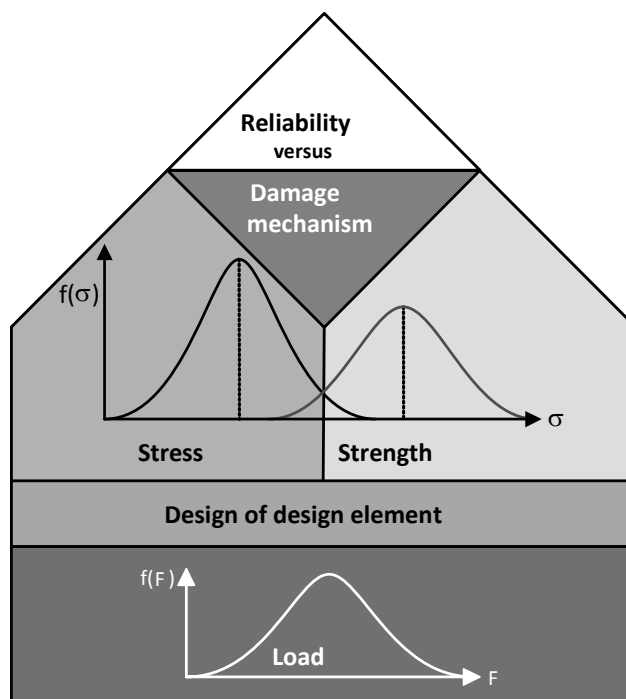 Reliability
versus
Damage
mechanism
f(σ)
σ
Stress
Strength
Design of design element
f(F)
Load
F